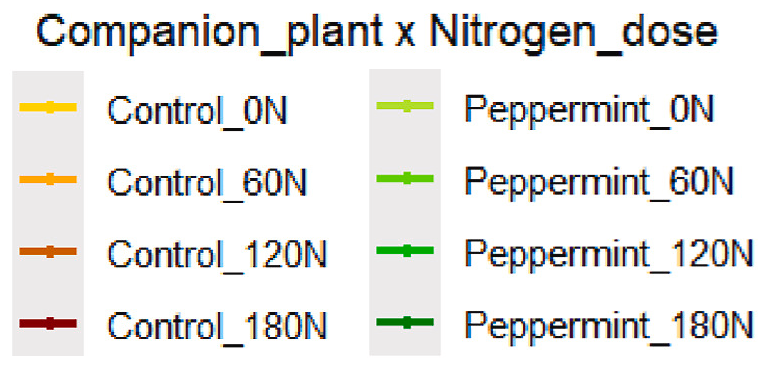 Companion_plant x Nitrogen_dose
Control_0N
Control_60N
Control_120N
Control_180N
Peppermint_0N
Peppermint_60N
Peppermint_120N
Peppermint_180N